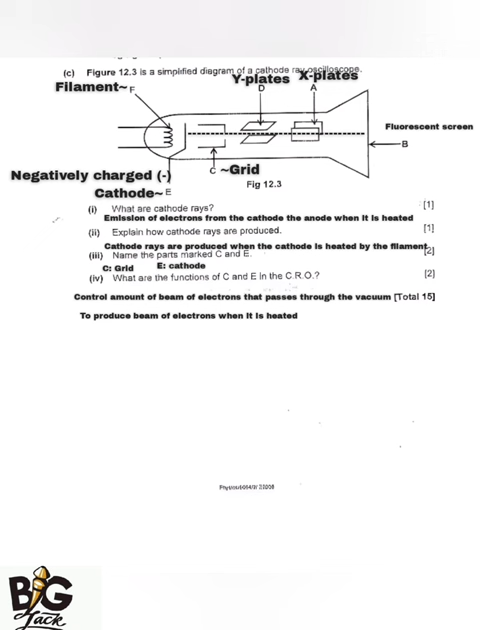 (c) Figure 12.3 is a simplified diagram of a cathode ray oscilloscope.
Y-plates X-plates
Filament~ F D A
Fluorescent screen
B
C ~Grid
Negatively charged (-)
Cathode~ E
Fig 12.3
(i) What are cathode rays? [1]
Emission of electrons from the cathode the anode when it is heated
(ii) Explain how cathode rays are produced. [1]
Cathode rays are produced when the cathode is heated by the filament
(iii) Name the parts marked C and E. [2]
C: Grid E: cathode
(iv) What are the functions of C and E in the C.R.O.? [2]
Control amount of beam of electrons that passes through the vacuum [Total 15]
To produce beam of electrons when it is heated
BIG
Jack